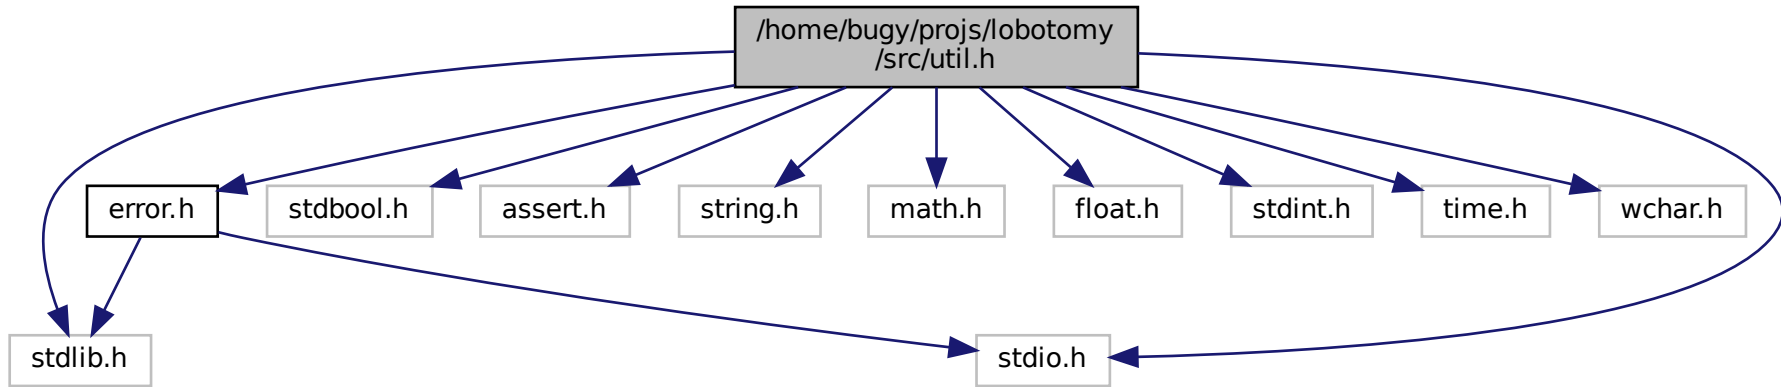 /home/bugy/projs/lobotomy
/src/util.h
error.h
stdbool.h
assert.h
string.h
math.h
float.h
stdint.h
time.h
wchar.h
stdlib.h
stdio.h